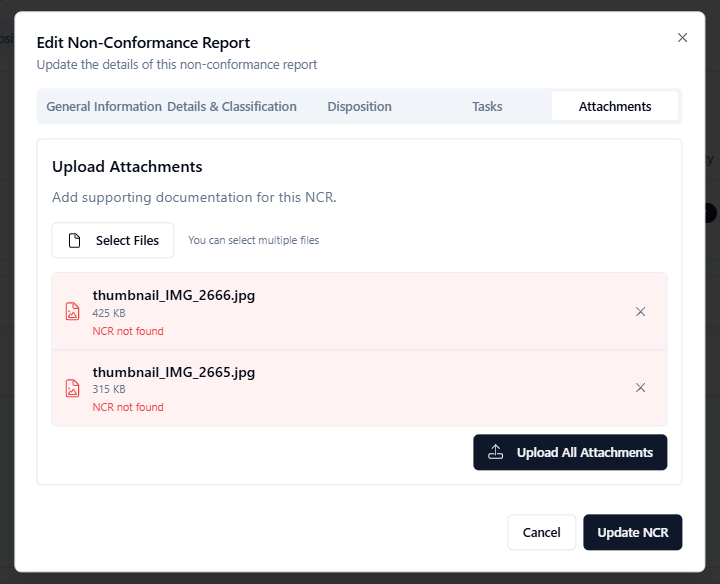 Edit Non-Conformance Report
Update the details of this non-conformance report
General Information Details & Classification Disposition Tasks Attachments
Upload Attachments
Add supporting documentation for this NCR.
Select Files You can select multiple files
thumbnail_IMG_2666.jpg
425 KB
NCR not found
thumbnail_IMG_2665.jpg
315 KB
NCR not found
Upload All Attachments
Cancel Update NCR